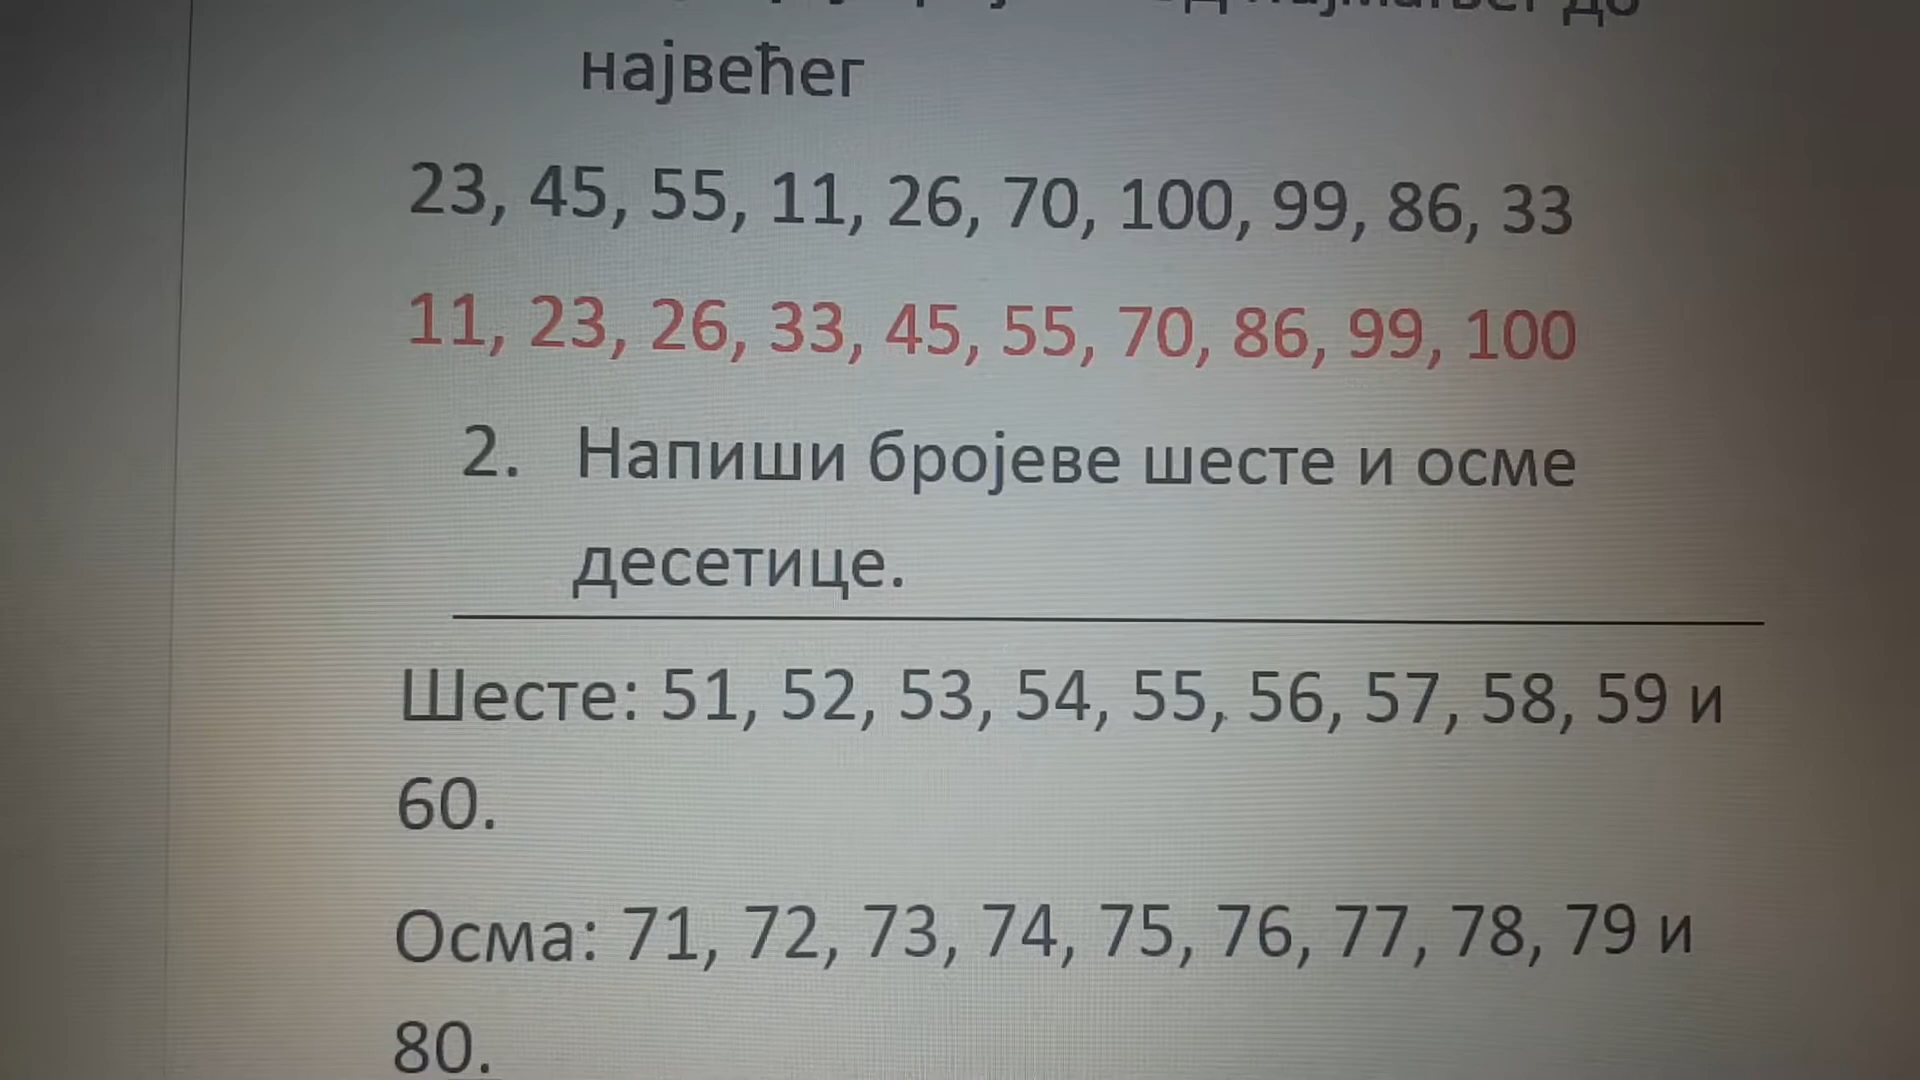 до
највећег
23, 45, 55, 11, 26, 70, 100, 99, 86, 33
11, 23, 26, 33, 45, 55, 70, 86, 99, 100
2. Напиши бројеве шесте и осме
десетице.
Шесте: 51, 52, 53, 54, 55, 56, 57, 58, 59 и
60.
Осма: 71, 72, 73, 74, 75, 76, 77, 78, 79 и
80.